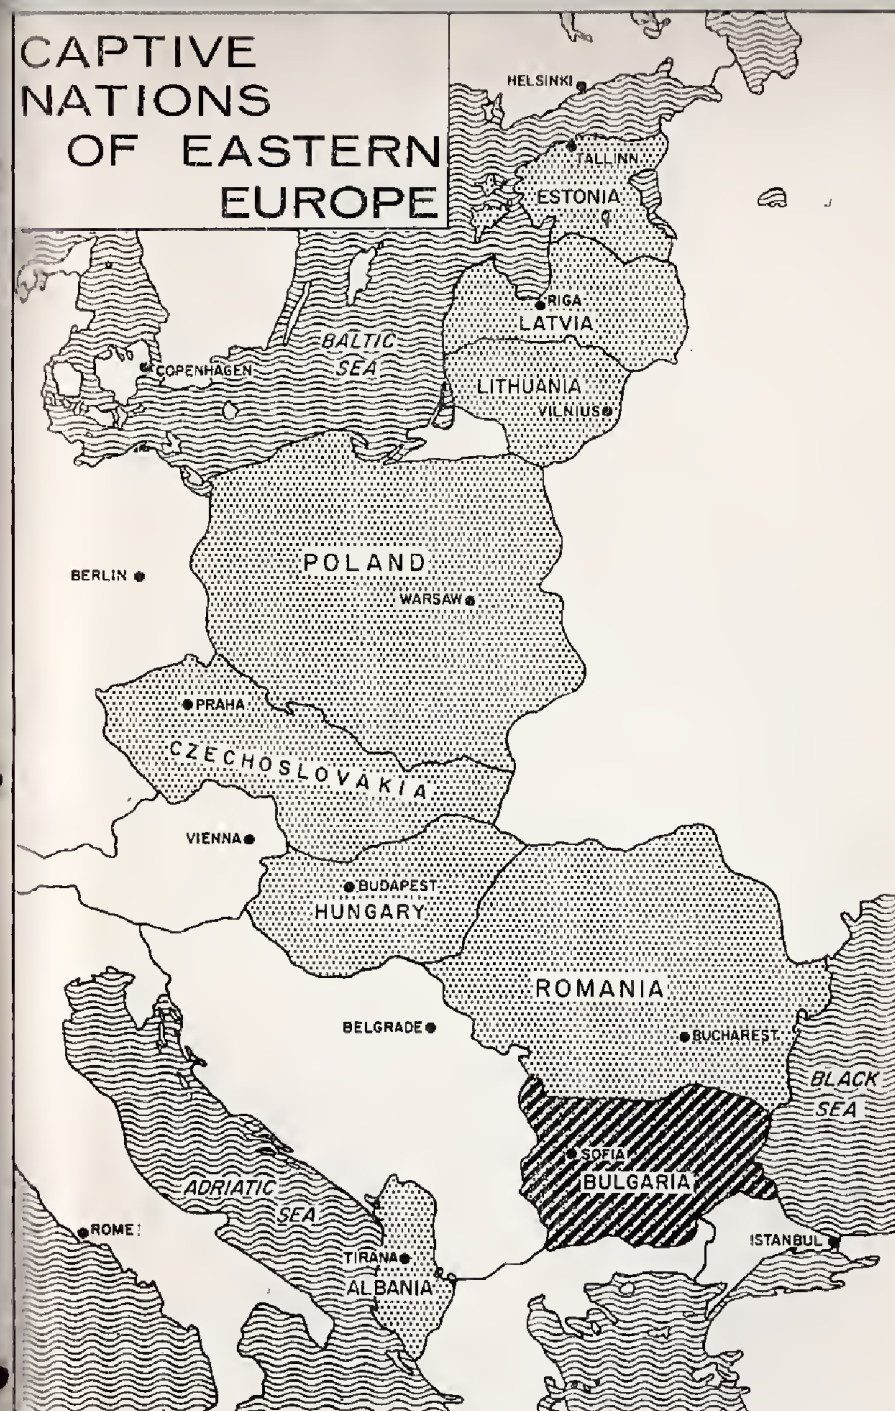 CAPTIVE
NATIONS
OF EASTERN
EUROPE
HELSINKI
TALLINN
ESTONIA
RIGA
LATVIA
BALTIC
SEA
COPENHAGEN
LITHUANIA
VILNIUS
POLAND
BERLIN
WARSAW
PRAHA
CZECHOSLOVAKIA
VIENNA
BUDAPEST
HUNGARY
ROMANIA
BELGRADE
BUCHAREST
BLACK
SEA
SOFIA
BULGARIA
ADRIATIC
SEA
ROME
ISTANBUL
TIRANA
ALBANIA